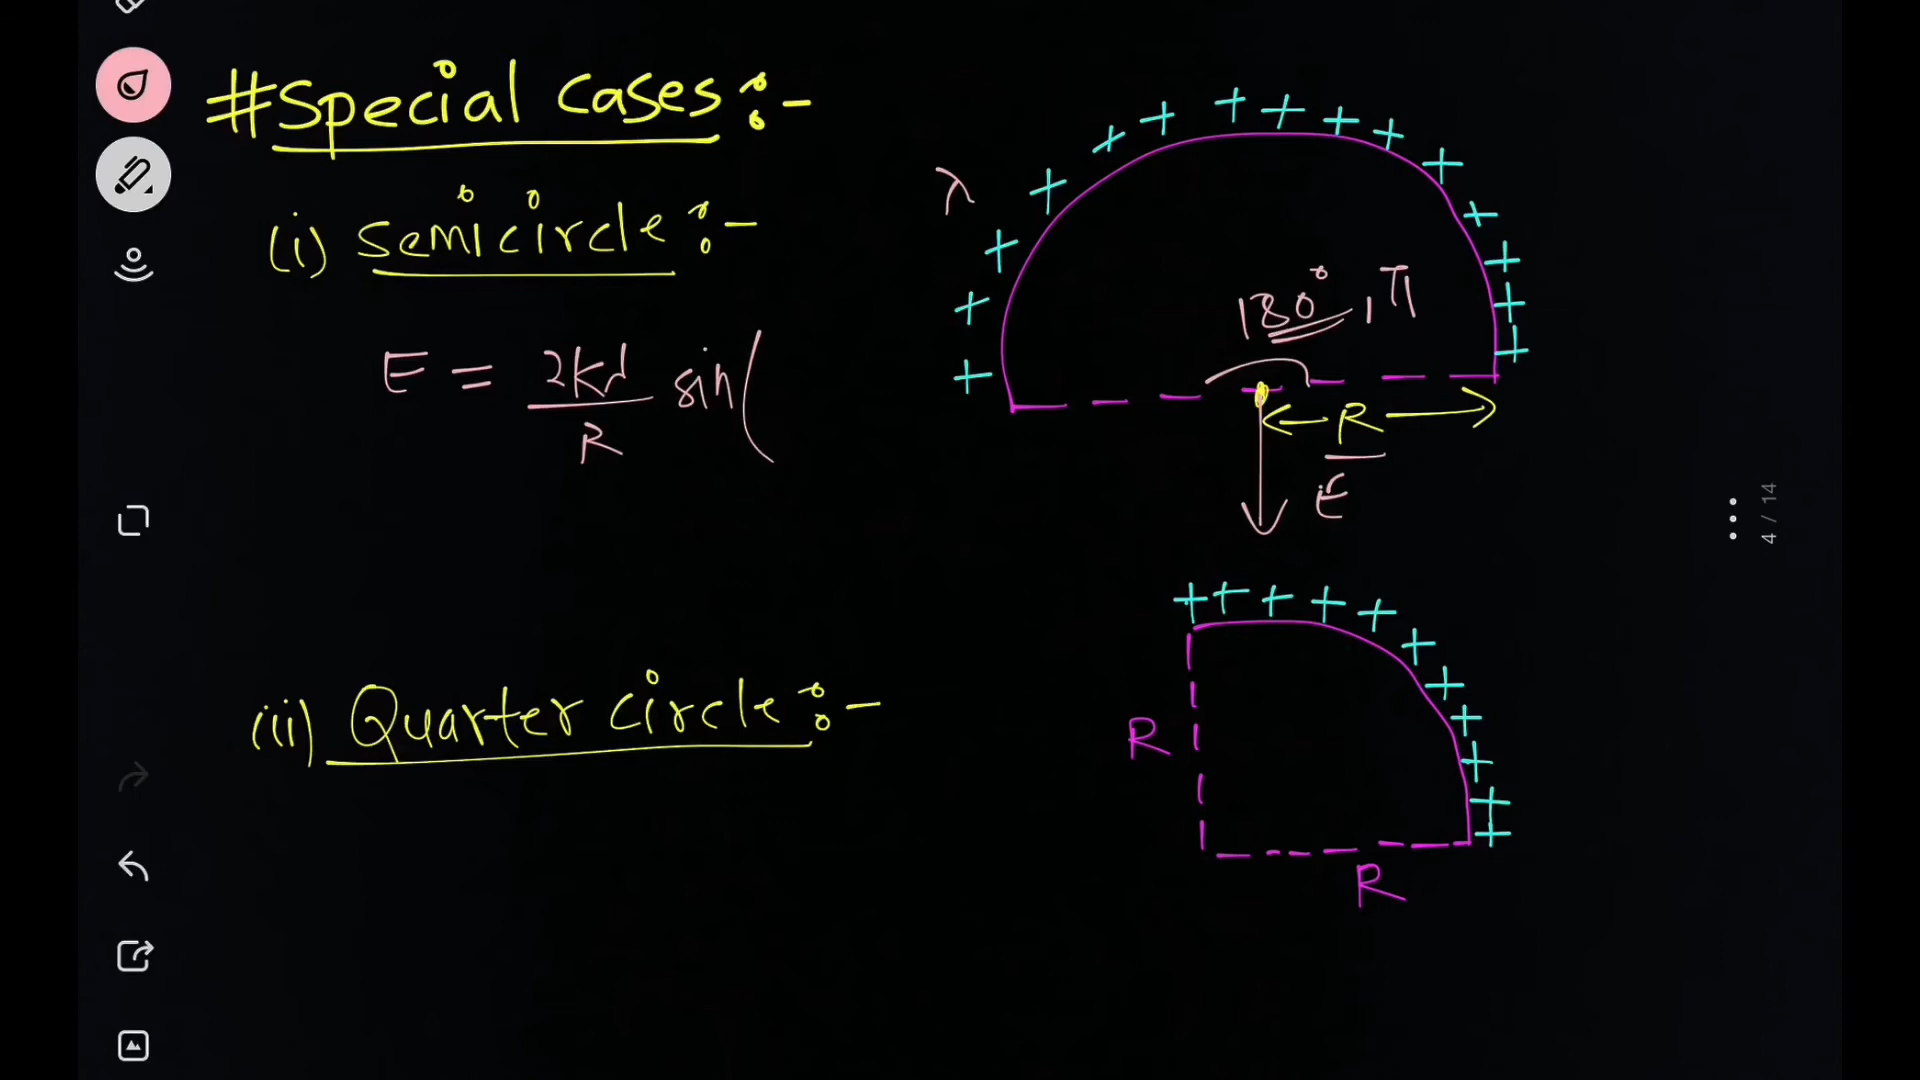 #Special cases:-
(i) Semicircle:-
λ
180°, π
E = 2kλ/R sin(
R
E
4 / 14
(ii) Quarter circle:-
R
R